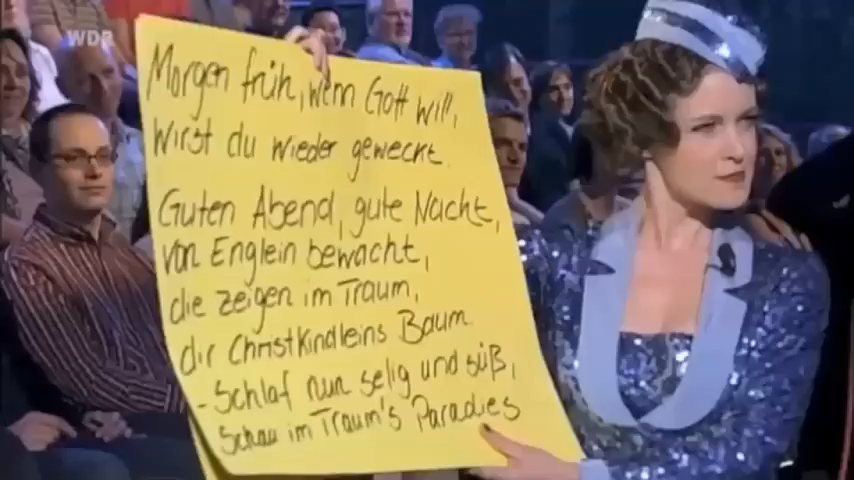 WDR
Morgen früh, wenn Gott will,
wirst du wieder geweckt.
Guten Abend, gute Nacht,
von Englein bewacht,
die zeigen im Traum,
dir Christkindleins Baum.
- Schlaf nun selig und süß,
Schau im Traum's Paradies